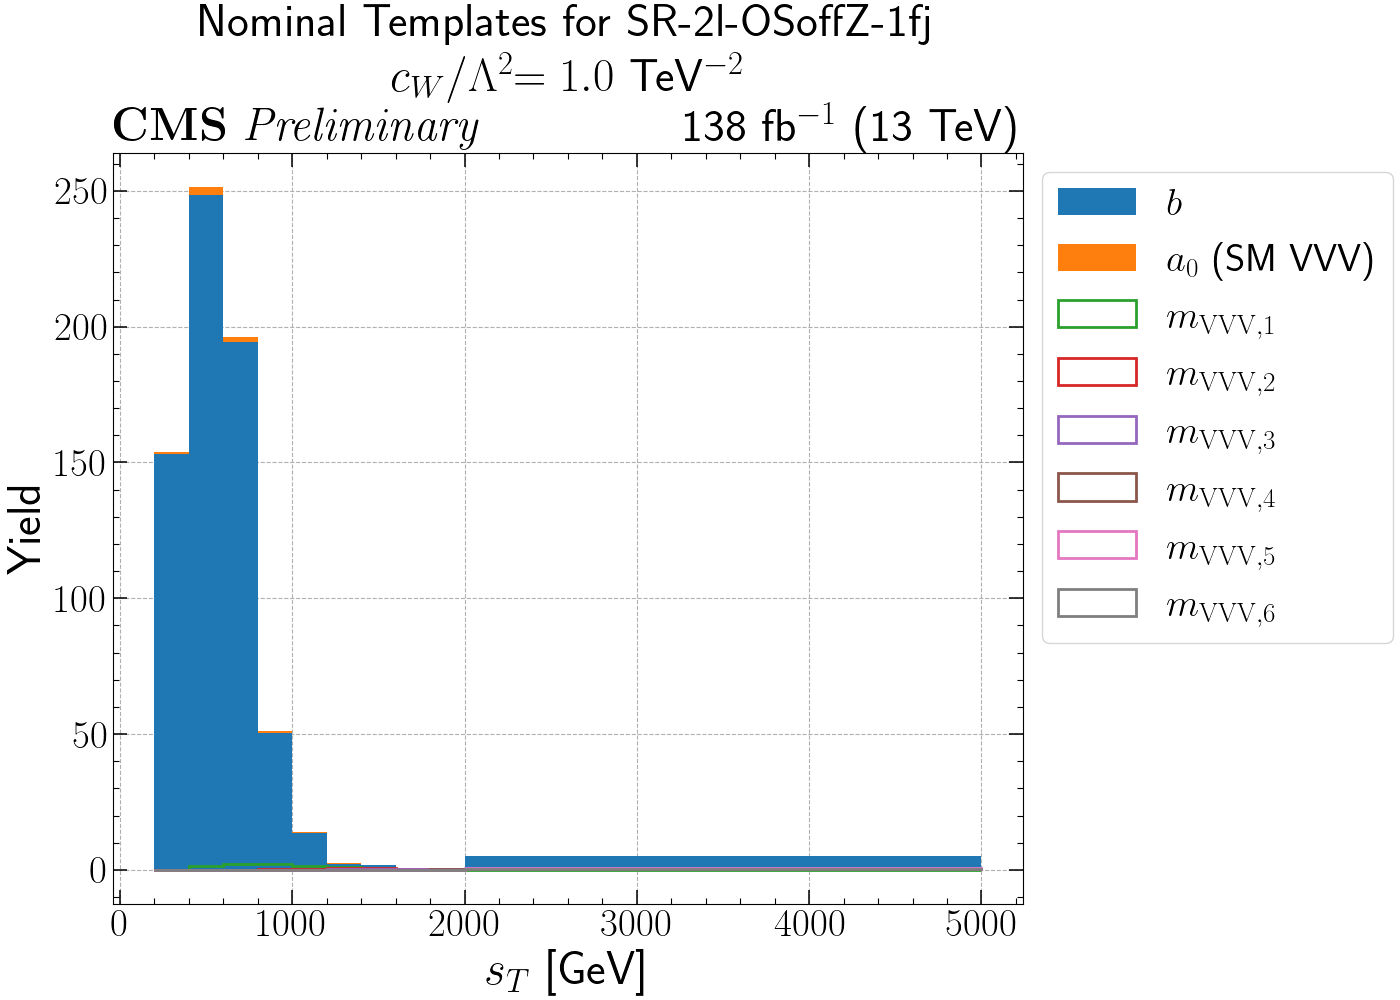 Nominal Templates for SR-2l-OSoffZ-1fj
c_W/Λ²= 1.0 TeV⁻²
CMS Preliminary 138 fb⁻¹ (13 TeV)
250
200
150
100
50
0
Yield
0 1000 2000 3000 4000 5000
s_T [GeV]
b
a₀ (SM VVV)
m_VVV,1
m_VVV,2
m_VVV,3
m_VVV,4
m_VVV,5
m_VVV,6